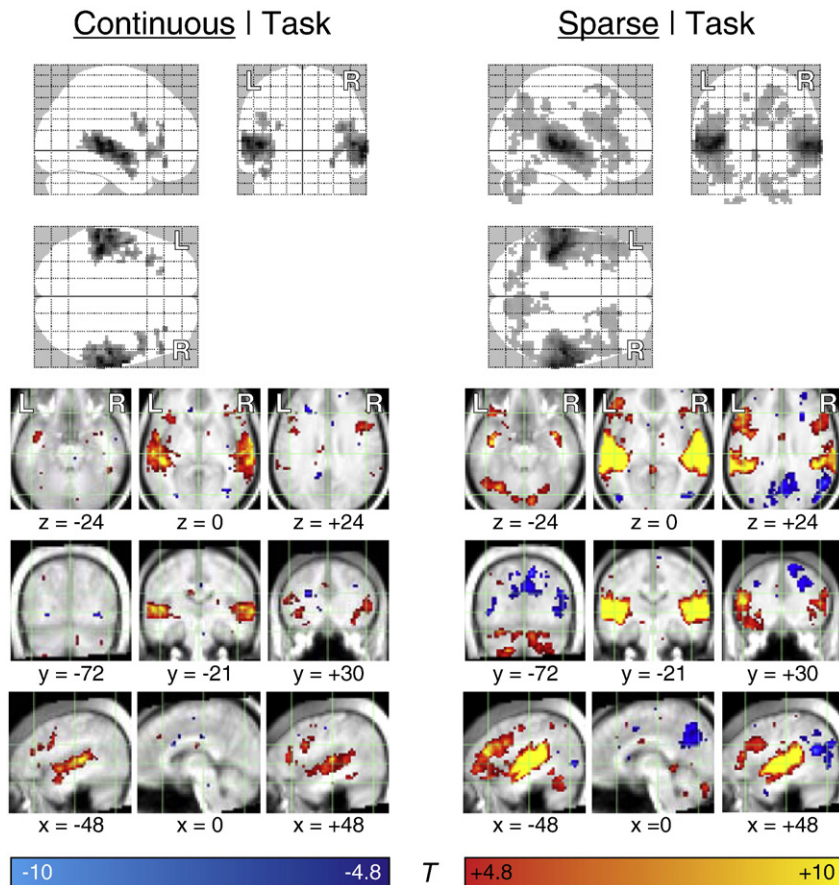 Continuous | Task
Sparse | Task
L R L R
L L
R R
L R L R
z = -24 z = 0 z = +24 z = -24 z = 0 z = +24
y = -72 y = -21 y = +30 y = -72 y = -21 y = +30
x = -48 x = 0 x = +48 x = -48 x =0 x = +48
-10 -4.8 T +4.8 +10